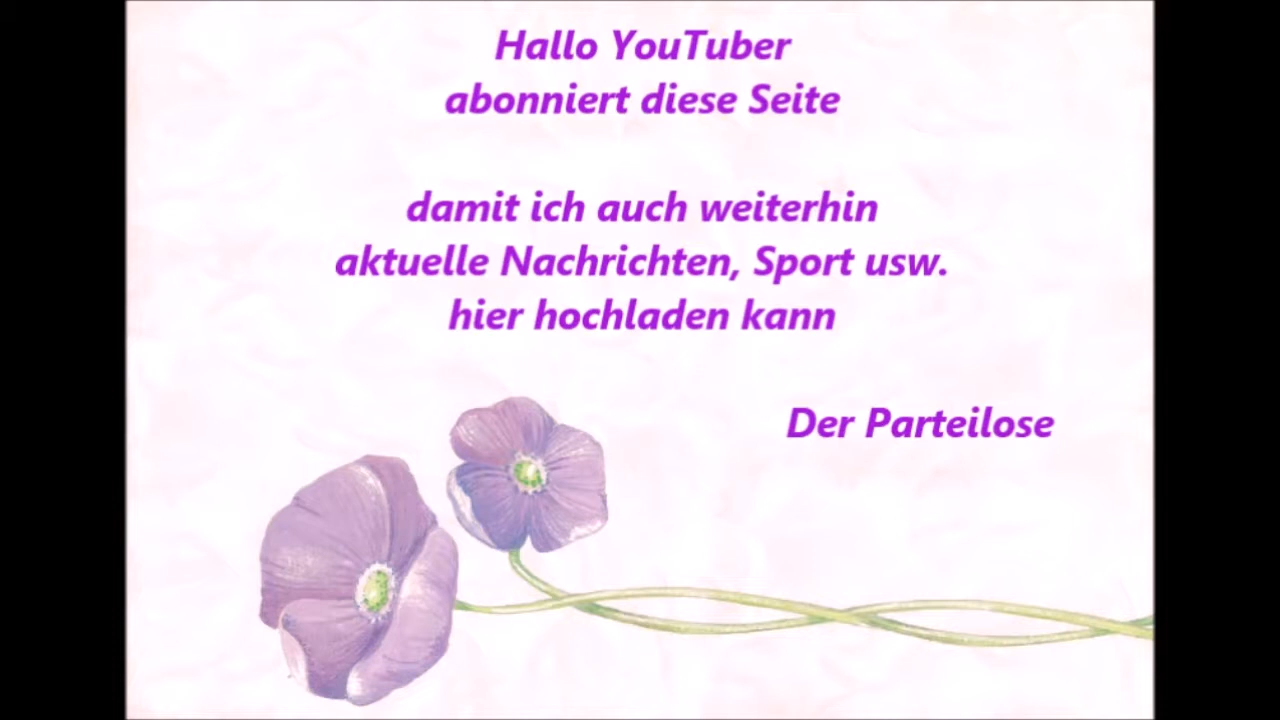 Hallo YouTuber
abonniert diese Seite
damit ich auch weiterhin
aktuelle Nachrichten, Sport usw.
hier hochladen kann
Der Parteilose